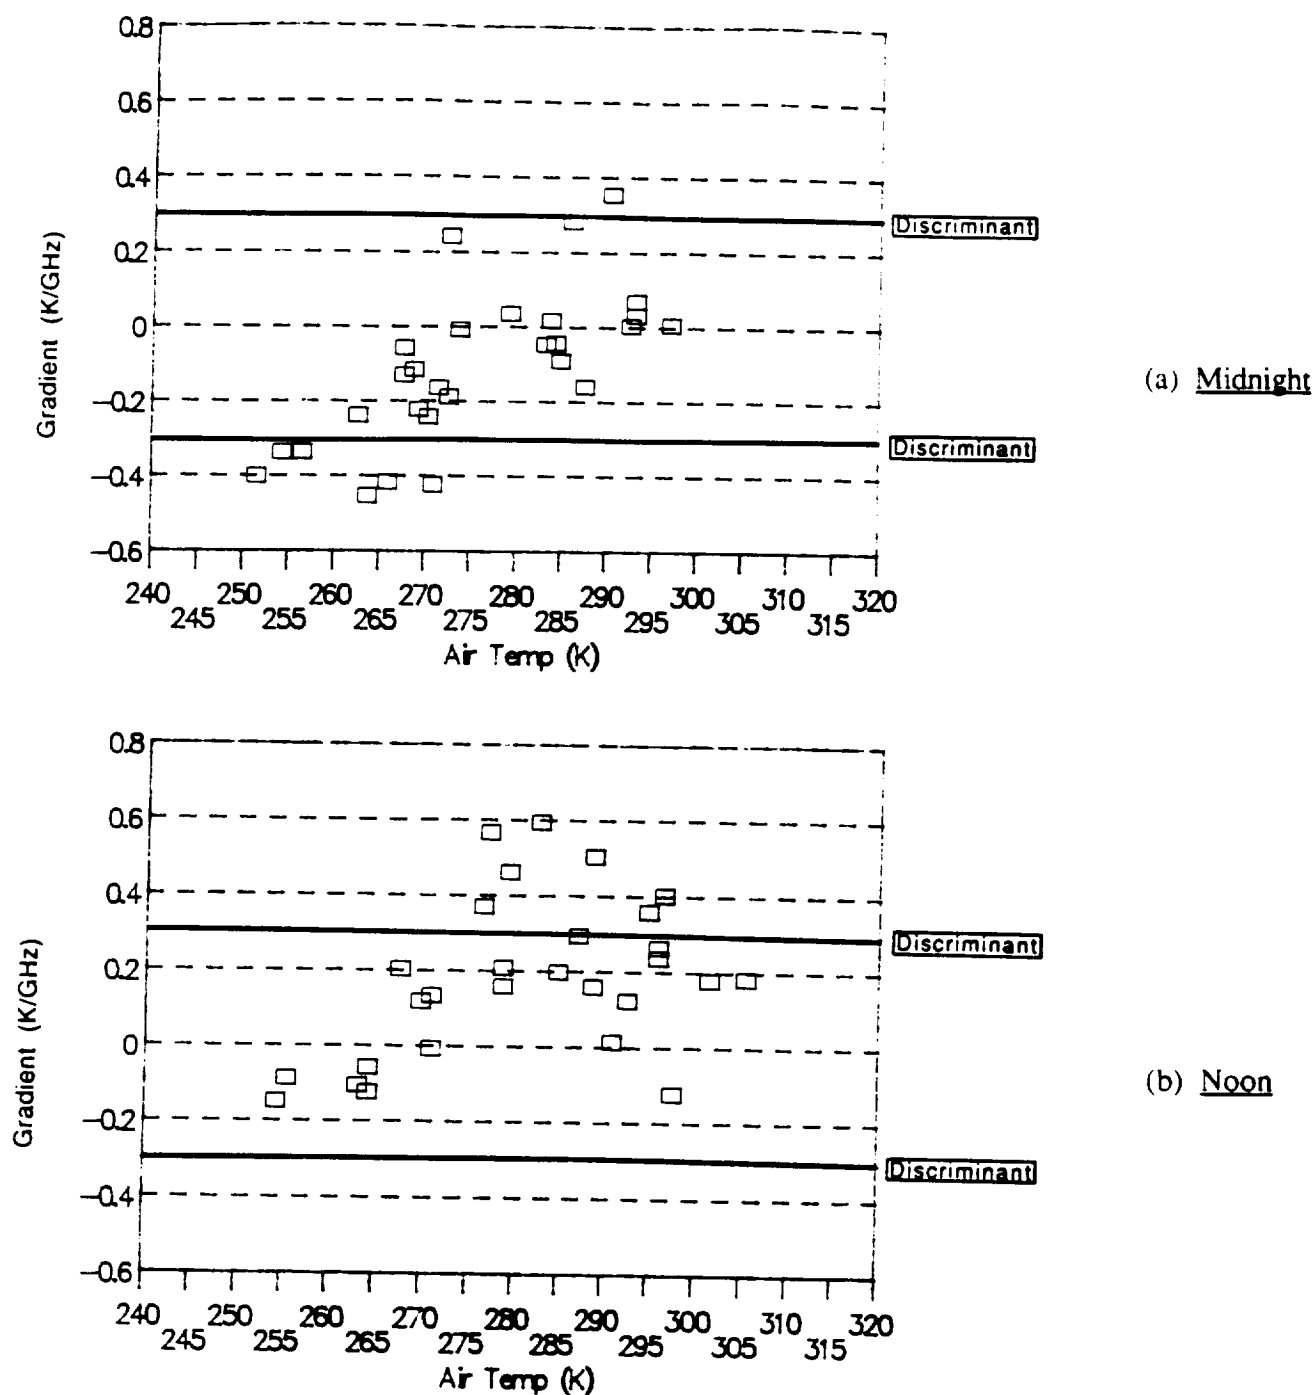 0.8
0.6
0.4
Discriminant
0.2
Gradient (K/GHz)
0
(a) Midnight
−0.2
Discriminant
−0.4
−0.6
240 250 260 270 280 290 300 310 320
245 255 265 275 285 295 305 315
Air Temp (K)
0.8
0.6
0.4
Discriminant
0.2
Gradient (K/GHz)
0
(b) Noon
−0.2
Discriminant
−0.4
−0.6
240 250 260 270 280 290 300 310 320
245 255 265 275 285 295 305 315
Air Temp (K)